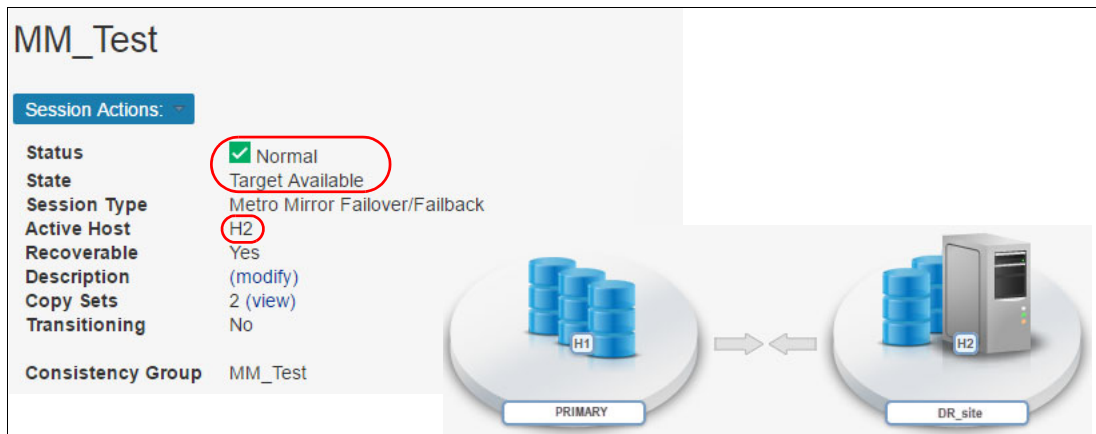 MM_Test
Session Actions:
Status Normal
State Target Available
Session Type Metro Mirror Failover/Failback
Active Host H2
Recoverable Yes
Description (modify)
Copy Sets 2 (view)
Transitioning No
Consistency Group MM_Test
H1
H2
PRIMARY
DR_site